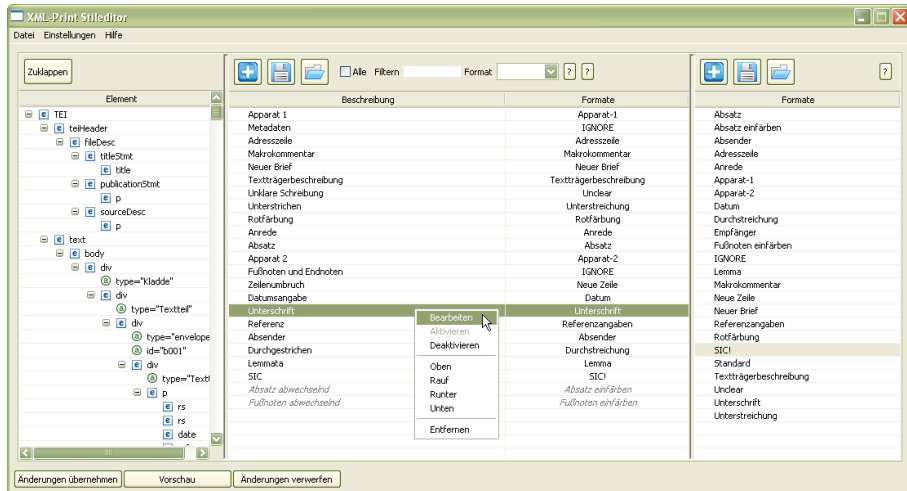 XML-Print Stileditor
Datei Einstellungen Hilfe
Zuklappen
Alle Filtern Format ? ?
?
Element
e TEI
e teiHeader
e fileDesc
e titleStmt
e title
e publicationStmt
e p
e sourceDesc
e p
e text
e body
e div
a type="Kladde"
e div
a type="Textteil"
e div
a type="envelope
a id="b001"
e div
a type="Textl
e p
e rs
e rs
e date
Beschreibung Formate
Apparat 1 Apparat-1
Metadaten IGNORE
Adresszeile Adresszeile
Makrokommentar Makrokommentar
Neuer Brief Neuer Brief
Textträgerbeschreibung Textträgerbeschreibung
Unklare Schreibung Unclear
Unterstrichen Unterstreichung
Rotfärbung Rotfärbung
Anrede Anrede
Absatz Absatz
Apparat 2 Apparat-2
Fußnoten und Endnoten IGNORE
Zeilenumbruch Neue Zeile
Datumsangabe Datum
Unterschrift Unterschrift
Referenz Referenzangaben
Absender Absender
Durchgestrichen Durchstreichung
Lemmata Lemma
SIC SIC!
Absatz abwechselnd Absatz einfärben
Fußnoten abwechselnd Fußnoten einfärben
Bearbeiten
Aktivieren
Deaktivieren
Oben
Rauf
Runter
Unten
Entfernen
Formate
Absatz
Absatz einfärben
Absender
Adresszeile
Anrede
Apparat-1
Apparat-2
Datum
Durchstreichung
Empfänger
Fußnoten einfärben
IGNORE
Lemma
Makrokommentar
Neue Zeile
Neuer Brief
Referenzangaben
Rotfärbung
SIC!
Standard
Textträgerbeschreibung
Unclear
Unterschrift
Unterstreichung
Änderungen übernehmen Vorschau Änderungen verwerfen